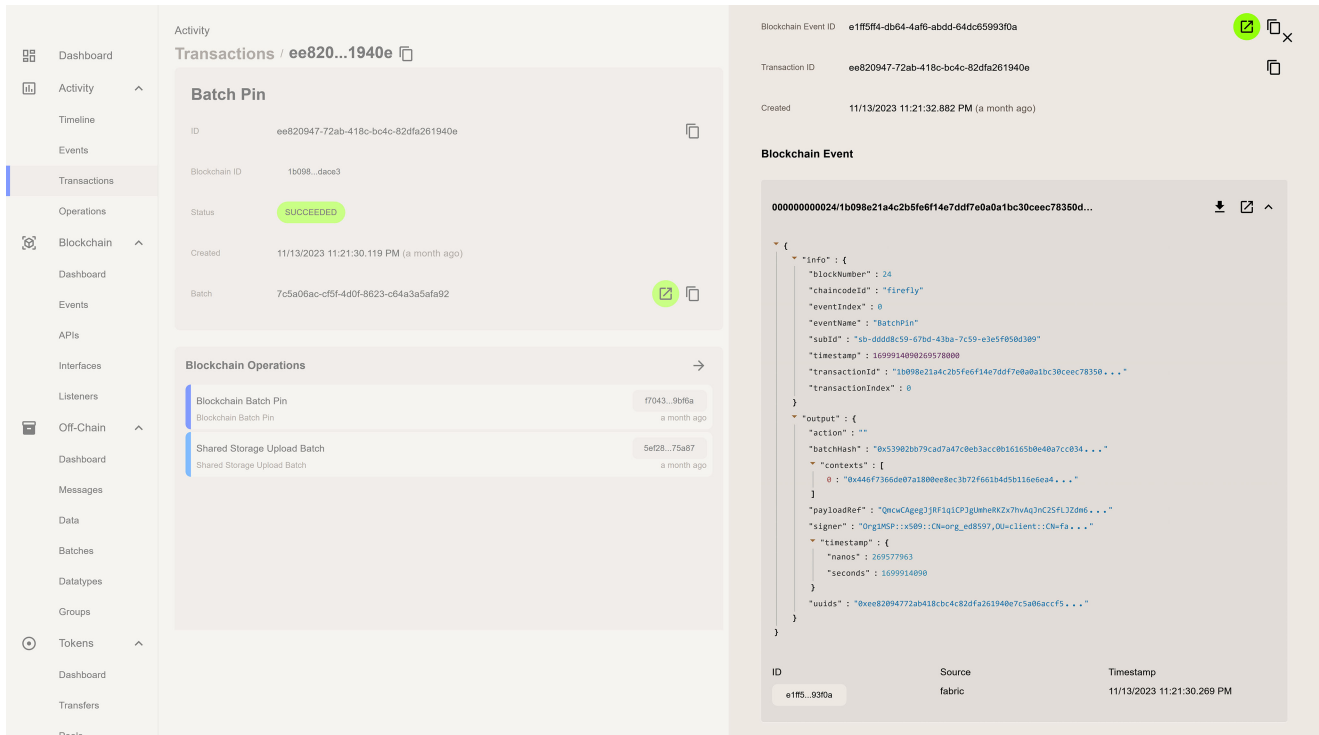 Dashboard
Activity
Timeline
Events
Transactions
Operations
Blockchain
Dashboard
Events
APIs
Interfaces
Listeners
Off-Chain
Dashboard
Messages
Data
Batches
Datatypes
Groups
Tokens
Dashboard
Transfers
Activity
Transactions / ee820...1940e
Batch Pin
ID ee820947-72ab-418c-bc4c-82dfa261940e
Blockchain ID 1b098...dace3
Status SUCCEEDED
Created 11/13/2023 11:21:30.119 PM (a month ago)
Batch 7c5a06ac-cf5f-4d0f-8623-c64a3a5afa92
Blockchain Operations
Blockchain Batch Pin f7043...9bf6a
Blockchain Batch Pin a month ago
Shared Storage Upload Batch 5ef28...75a87
Shared Storage Upload Batch a month ago
Blockchain Event ID e1ff5ff4-db64-4af6-abdd-64dc65993f0a
Transaction ID ee820947-72ab-418c-bc4c-82dfa261940e
Created 11/13/2023 11:21:32.882 PM (a month ago)
Blockchain Event
000000000024/1b098e21a4c2b5fe6f14e7ddf7e0a0a1bc30ceec78350d...
{
"info" : {
"blockNumber" : 24
"chaincodeId" : "firefly"
"eventIndex" : 0
"eventName" : "BatchPin"
"subId" : "sb-dddd8c59-67bd-43ba-7c59-e3e5f050d309"
"timestamp" : 1699914090269578000
"transactionId" : "1b098e21a4c2b5fe6f14e7ddf7e0a0a1bc30ceec78350..."
"transactionIndex" : 0
}
"output" : {
"action" : ""
"batchHash" : "0x53902bb79cad7a47c0eb3acc0b16165b0e40a7cc034..."
"contexts" : [
0 : "0x446f7366de07a1800ee8ec3b72f661b4d5b116e6ea4..."
]
"payloadRef" : "QmcwCAgegJjRF1qiCPJgUmheRKZx7hvAqJnC2SfLJZdm6..."
"signer" : "Org1MSP::x509::CN=org_ed8597,OU=client::CN=fa..."
"timestamp" : {
"nanos" : 269577963
"seconds" : 1699914090
}
"uuids" : "0xee82094772ab418cbc4c82dfa261940e7c5a06accf5..."
}
}
ID Source Timestamp
e1ff5...93f0a fabric 11/13/2023 11:21:30.269 PM